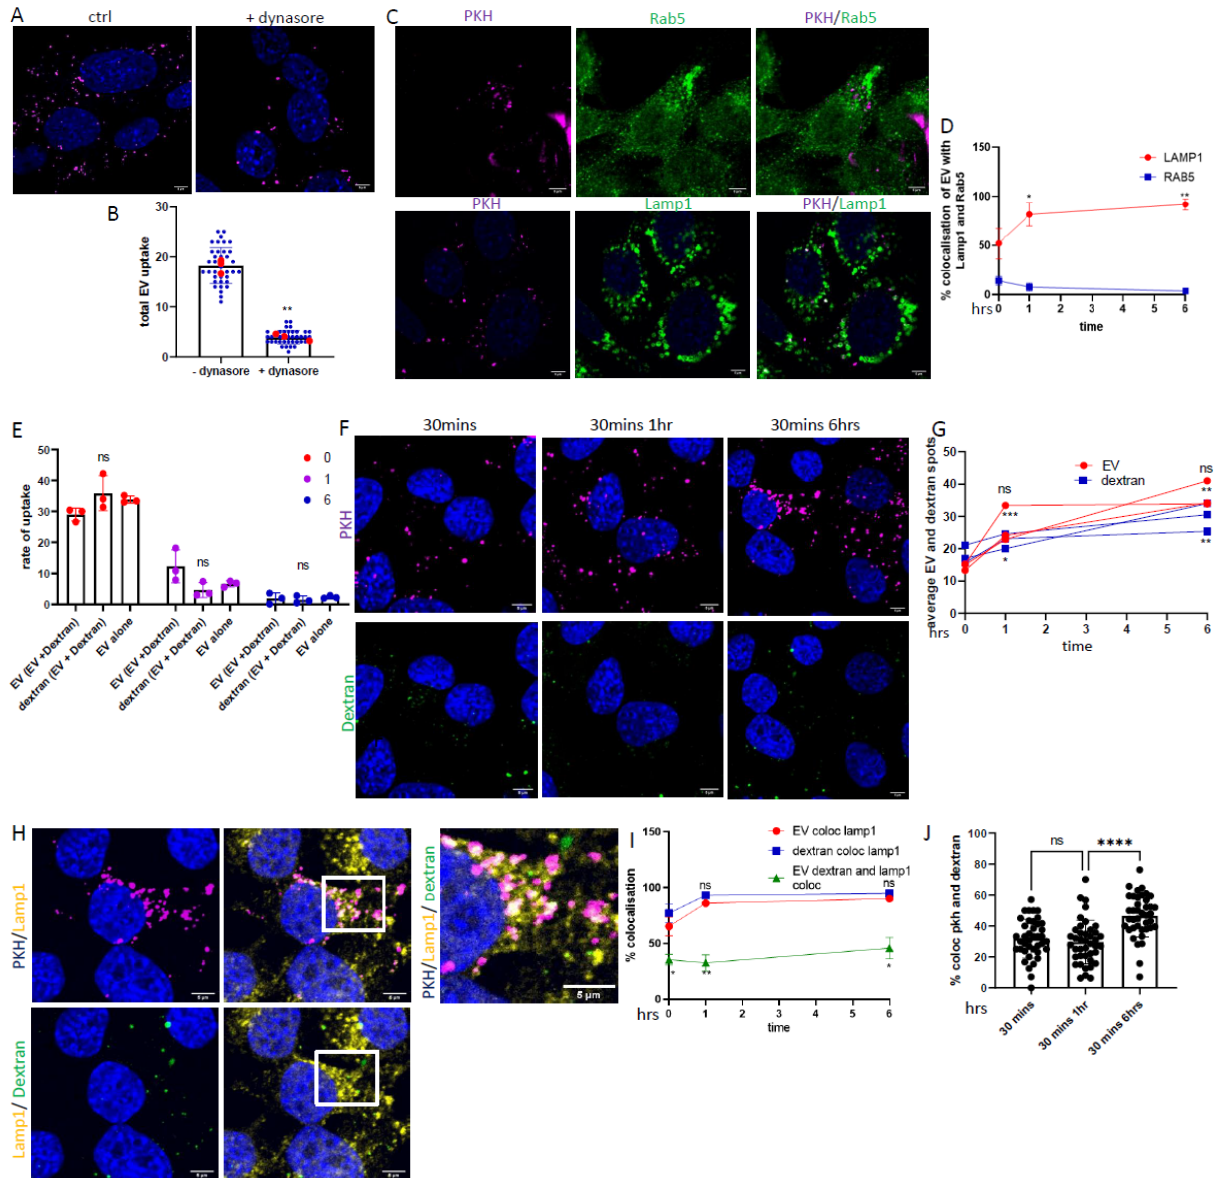 A
ctrl
+ dynasore
B
total EV uptake
30
20
10
0
**
- dynasore
+ dynasore
C
PKH
Rab5
PKH/Rab5
PKH
Lamp1
PKH/Lamp1
D
% colocalisation of EV with
Lamp1 and Rab5
150
100
50
0
*
**
LAMP1
RAB5
hrs
0 1 2 3 4 5 6
time
E
rate of uptake
50
40
30
20
10
0
ns
ns
ns
0
1
6
EV (EV +Dextran)
dextran (EV + Dextran)
EV alone
EV (EV +Dextran)
dextran (EV + Dextran)
EV alone
EV (EV +Dextran)
dextran (EV + Dextran)
EV alone
F
30mins
30mins 1hr
30mins 6hrs
PKH
Dextran
G
average EV and dextran spots
50
40
30
20
10
0
EV
dextran
ns
***
*
ns
**
**
hrs
0 1 2 3 4 5 6
time
H
PKH/Lamp1
Lamp1/ Dextran
PKH/Lamp1/ Dextran
5 µm
I
% colocalisation
150
100
50
0
EV coloc lamp1
dextran coloc lamp1
EV dextran and lamp1
coloc
ns
ns
*
**
*
hrs
0 1 2 3 4 5 6
time
J
% coloc pkh and dextran
100
80
60
40
20
0
ns
****
hrs
30 mins
30 mins 1hr
30 mins 6hrs